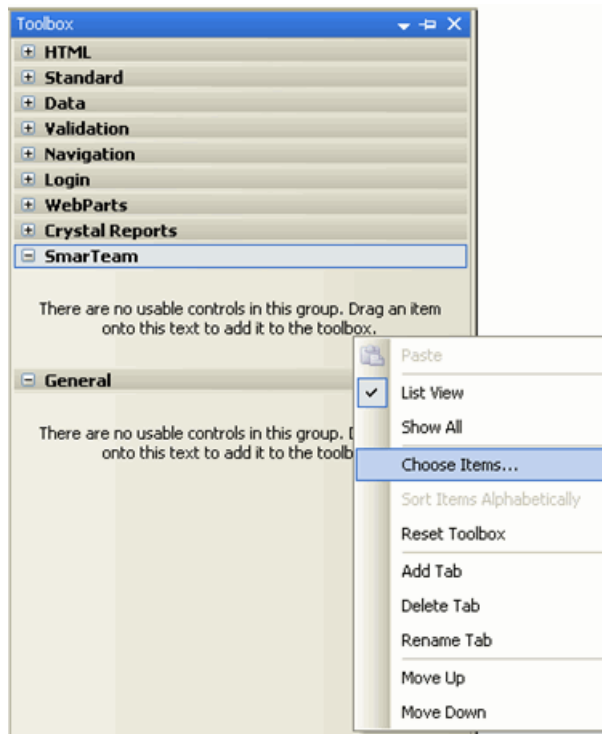 Toolbox
HTML
Standard
Data
Validation
Navigation
Login
WebParts
Crystal Reports
SmarTeam
There are no usable controls in this group. Drag an item
onto this text to add it to the toolbox.
General
There are no usable controls in this group.
onto this text to add it to the
Paste
List View
Show All
Choose Items...
Sort Items Alphabetically
Reset Toolbox
Add Tab
Delete Tab
Rename Tab
Move Up
Move Down